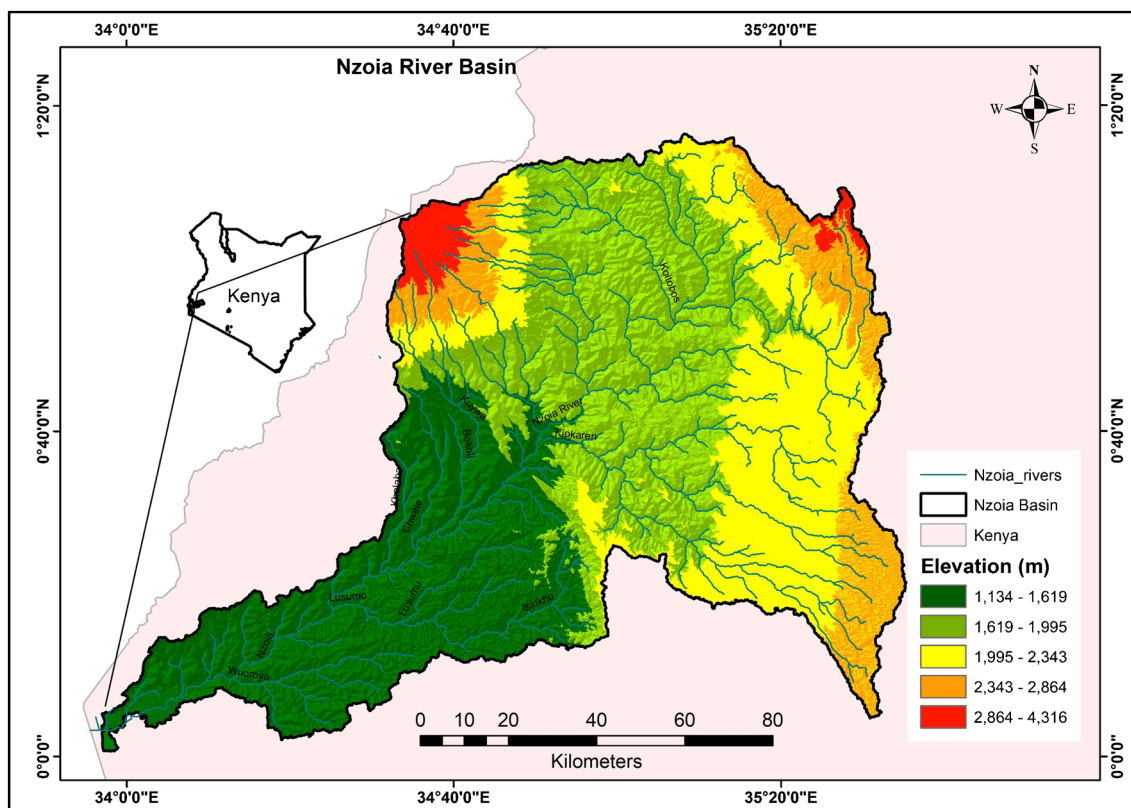 34°0'0"E
34°40'0"E
35°20'0"E
Nzoia River Basin
N
W
E
S
1°20'0"N
1°20'0"N
Kenya
Koitobos
0°40'0"N
0°40'0"N
Kuywa
Nzoia River
Kipkaren
Bokoli
Chwele
Lusumu
Isiukhu
Nzoia
Wuoroya
Nzoia_rivers
Nzoia Basin
Kenya
Elevation (m)
1,134 - 1,619
1,619 - 1,995
1,995 - 2,343
2,343 - 2,864
2,864 - 4,316
0 10 20 40 60 80
Kilometers
0°0'0"
0°0'0"
34°0'0"E
34°40'0"E
35°20'0"E